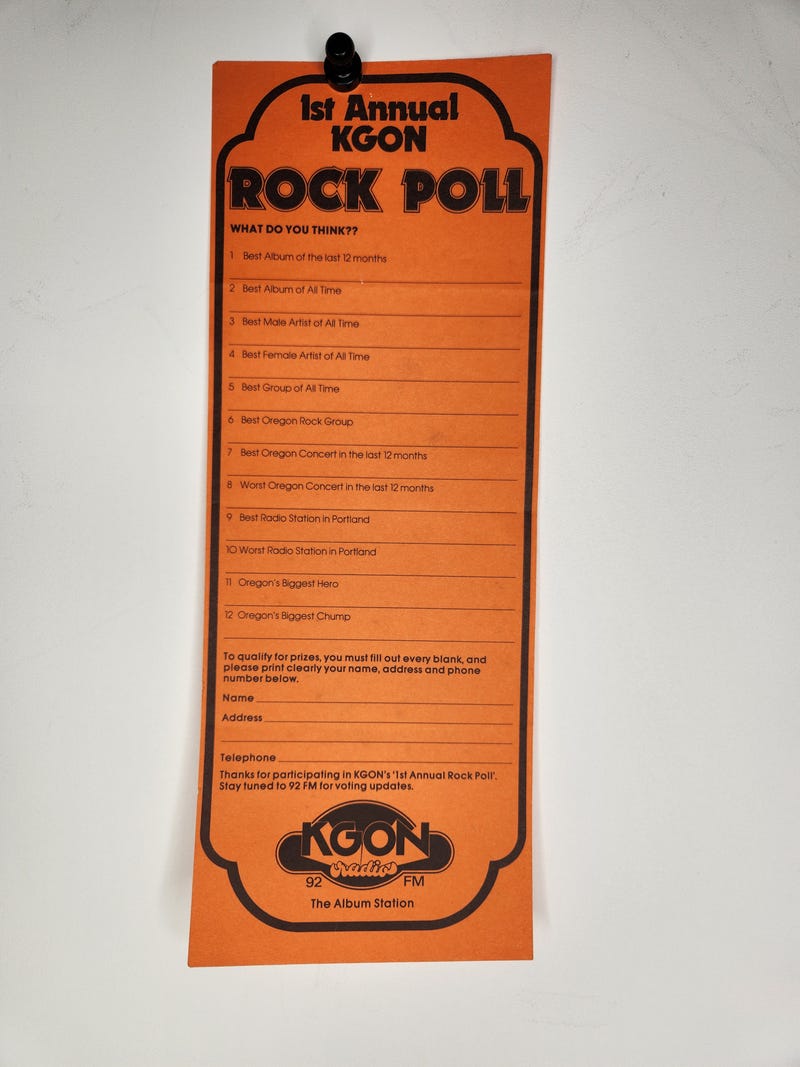 1st Annual
KGON
ROCK POLL
WHAT DO YOU THINK??
1 Best Album of the last 12 months
2 Best Album of All Time
3 Best Male Artist of All Time
4 Best Female Artist of All Time
5 Best Group of All Time
6 Best Oregon Rock Group
7 Best Oregon Concert in the last 12 months
8 Worst Oregon Concert in the last 12 months
9 Best Radio Station in Portland
10 Worst Radio Station in Portland
11 Oregon's Biggest Hero
12 Oregon's Biggest Chump
To qualify for prizes, you must fill out every blank, and
please print clearly your name, address and phone
number below.
Name
Address
Telephone
Thanks for participating in KGON's '1st Annual Rock Poll'.
Stay tuned to 92 FM for voting updates.
KGON
radio
92 FM
The Album Station